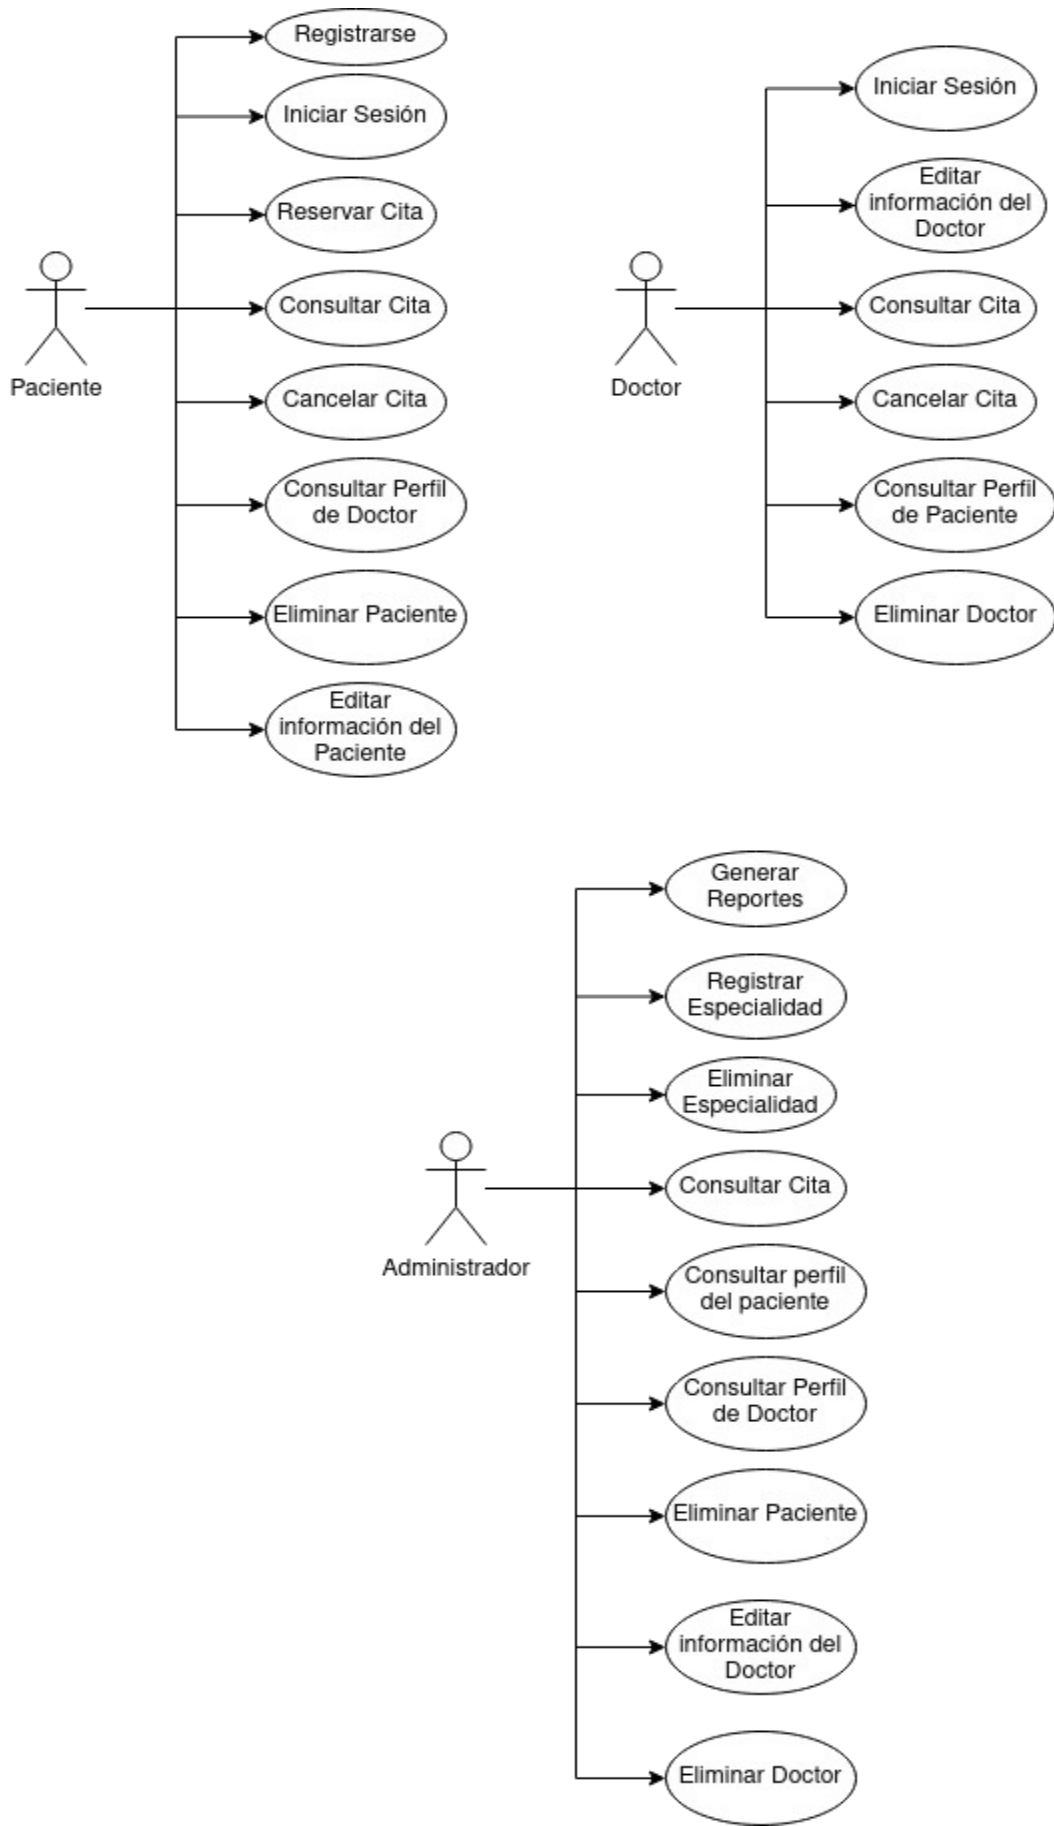 Registrarse
Iniciar Sesión
Reservar Cita
Consultar Cita
Cancelar Cita
Consultar Perfil
de Doctor
Eliminar Paciente
Editar
información del
Paciente
Paciente
Iniciar Sesión
Editar
información del
Doctor
Consultar Cita
Cancelar Cita
Consultar Perfil
de Paciente
Eliminar Doctor
Doctor
Generar
Reportes
Registrar
Especialidad
Eliminar
Especialidad
Consultar Cita
Consultar perfil
del paciente
Consultar Perfil
de Doctor
Eliminar Paciente
Editar
información del
Doctor
Eliminar Doctor
Administrador